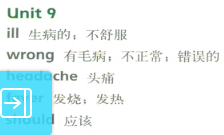 Unit 9
ill 生病的；不舒服
wrong 有毛病；不正常；错误的
headache 头痛
发烧；发热
should 应该